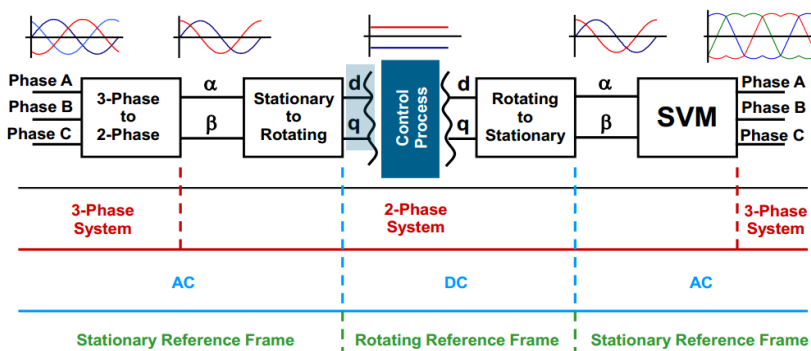 Phase A
Phase B
Phase C
3-Phase
to
2-Phase
α
β
Stationary
to
Rotating
d
q
Control
Process
d
q
Rotating
to
Stationary
α
β
SVM
Phase A
Phase B
Phase C
3-Phase
System
2-Phase
System
3-Phase
System
AC
DC
AC
Stationary Reference Frame
Rotating Reference Frame
Stationary Reference Frame